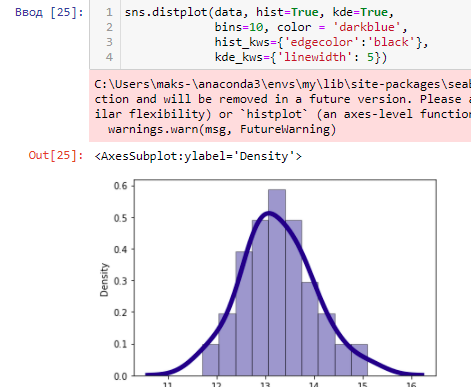 Ввод [25]:
1 sns.distplot(data, hist=True, kde=True,
2 bins=10, color = 'darkblue',
3 hist_kws={'edgecolor':'black'},
4 kde_kws={'linewidth': 5})
C:\Users\maks-\anaconda3\envs\my\lib\site-packages\seab
ction and will be removed in a future version. Please a
ilar flexibility) or `histplot` (an axes-level function
warnings.warn(msg, FutureWarning)
Out[25]: <AxesSubplot:ylabel='Density'>
0.6
0.5
0.4
0.3
0.2
0.1
0.0
Density
11 12 13 14 15 16